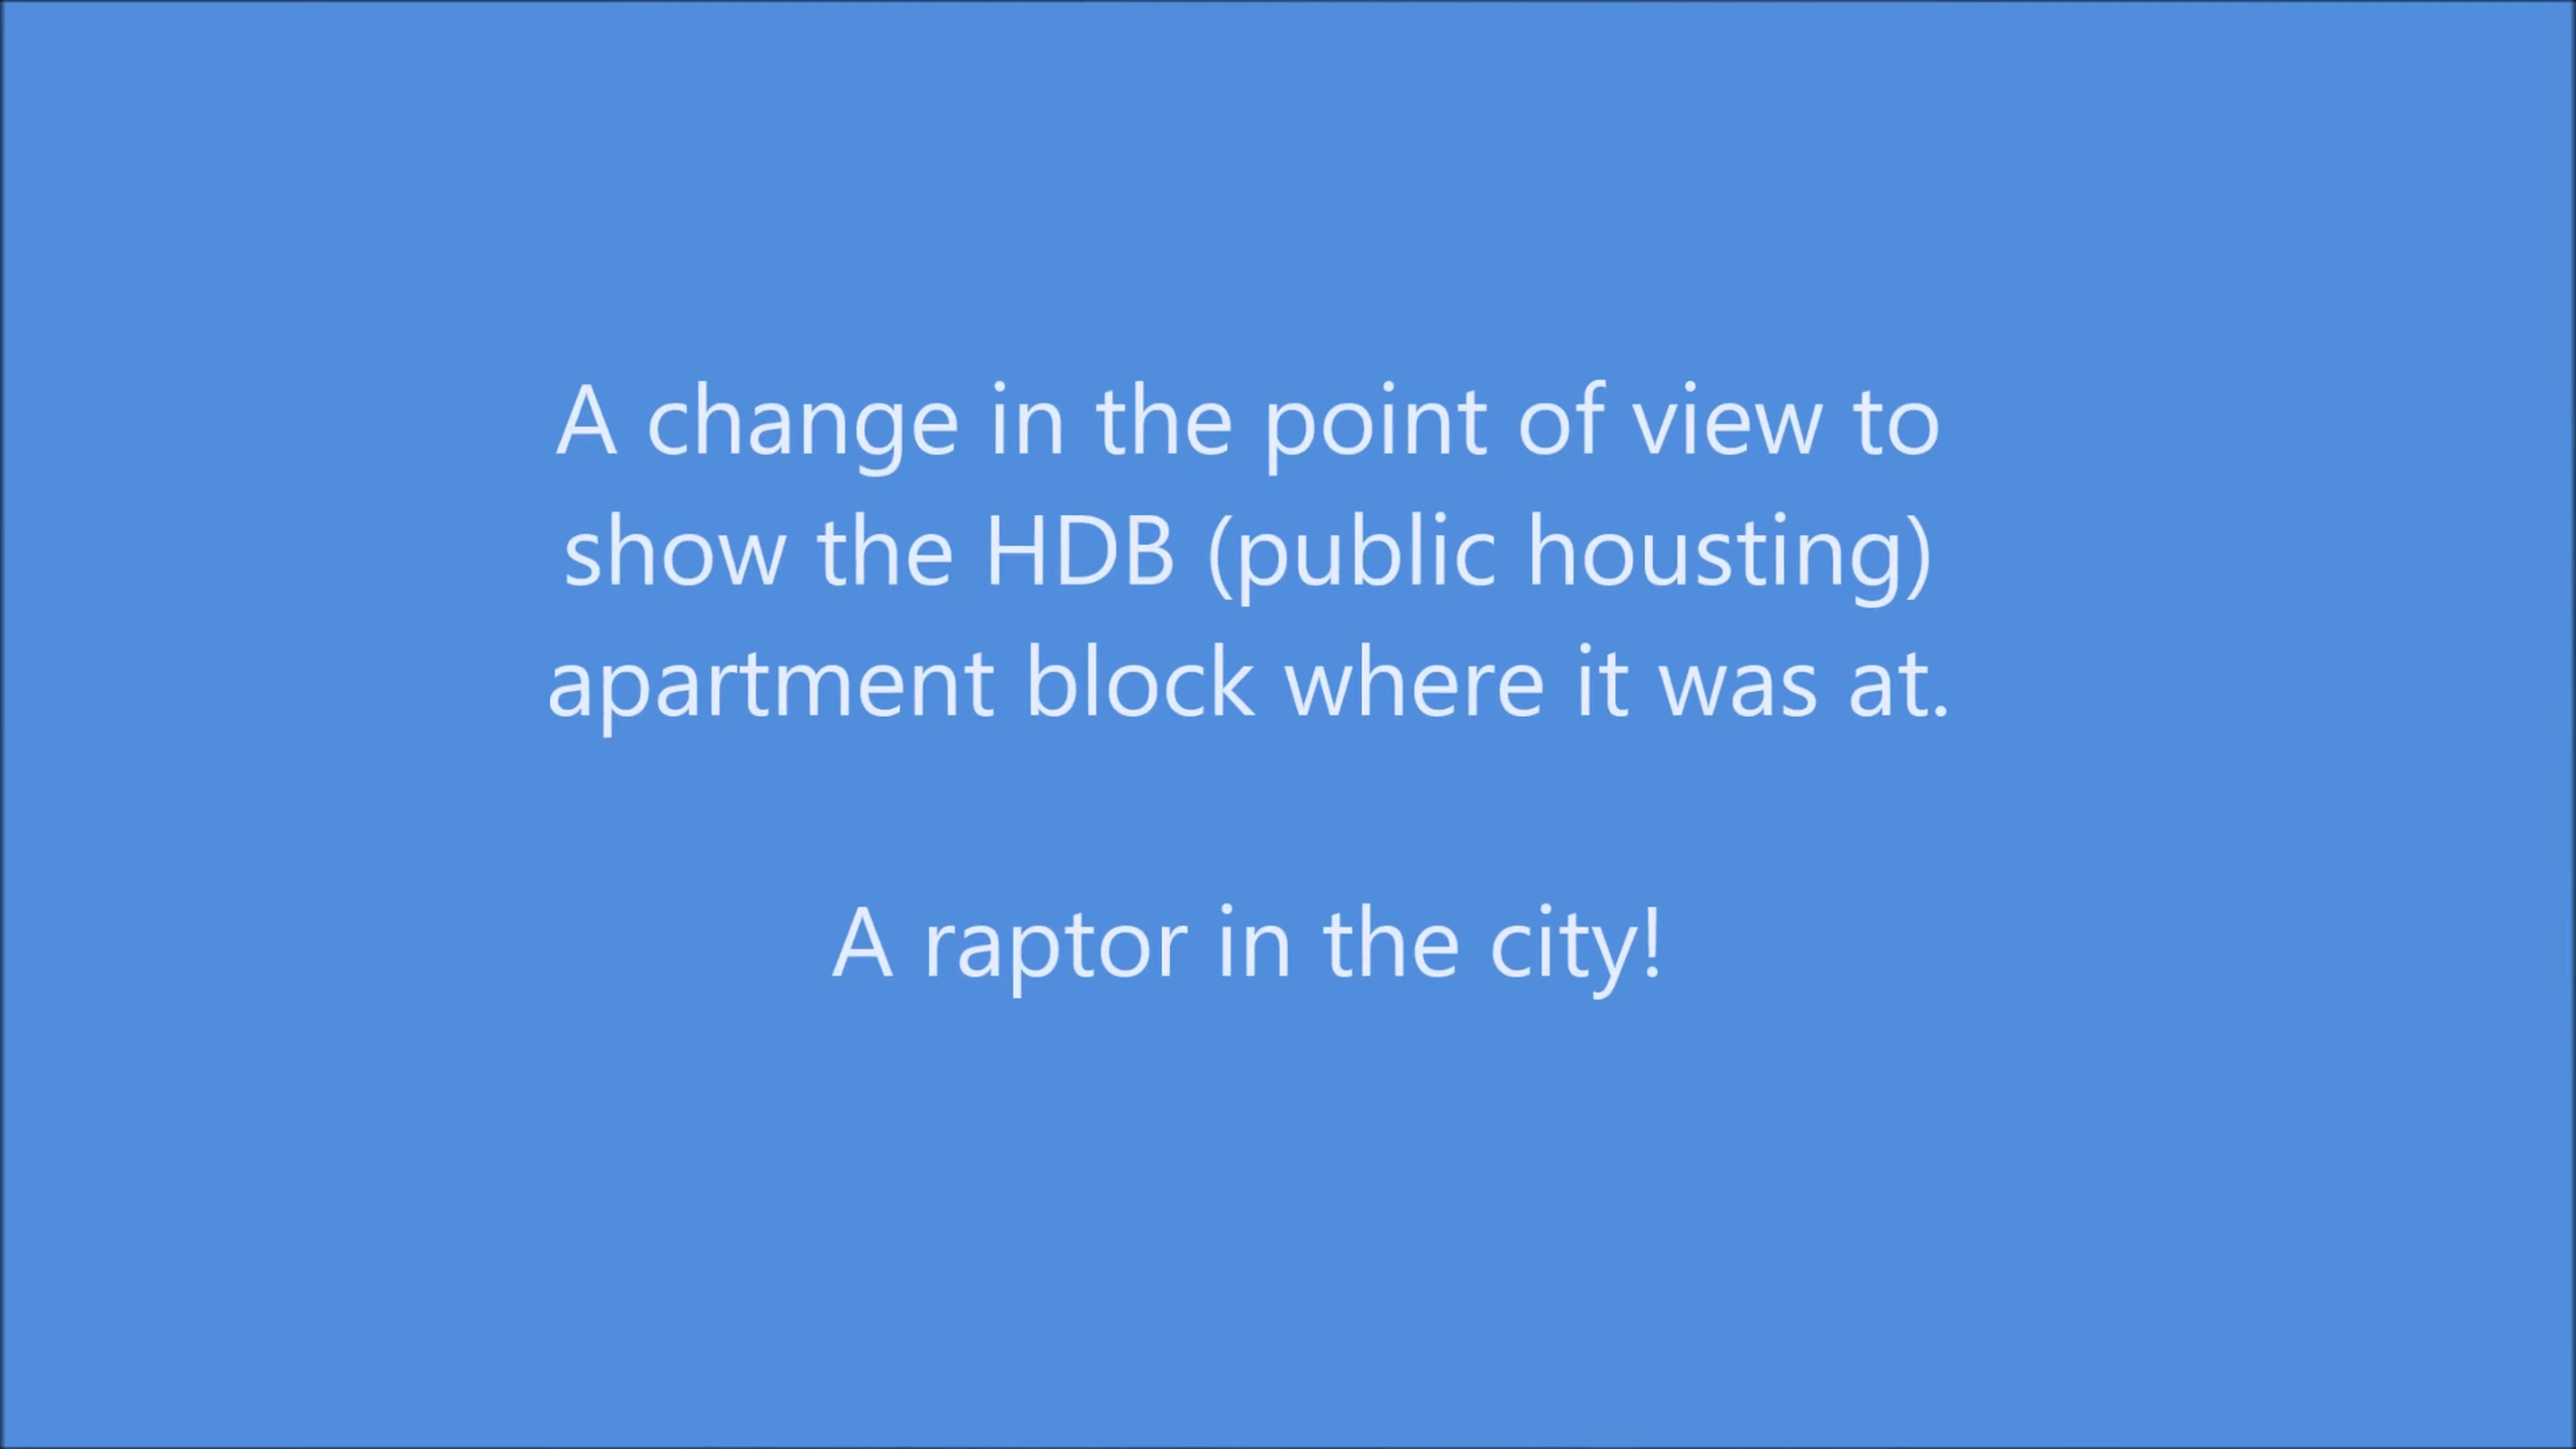 A change in the point of view to
show the HDB (public housting)
apartment block where it was at.
A raptor in the city!